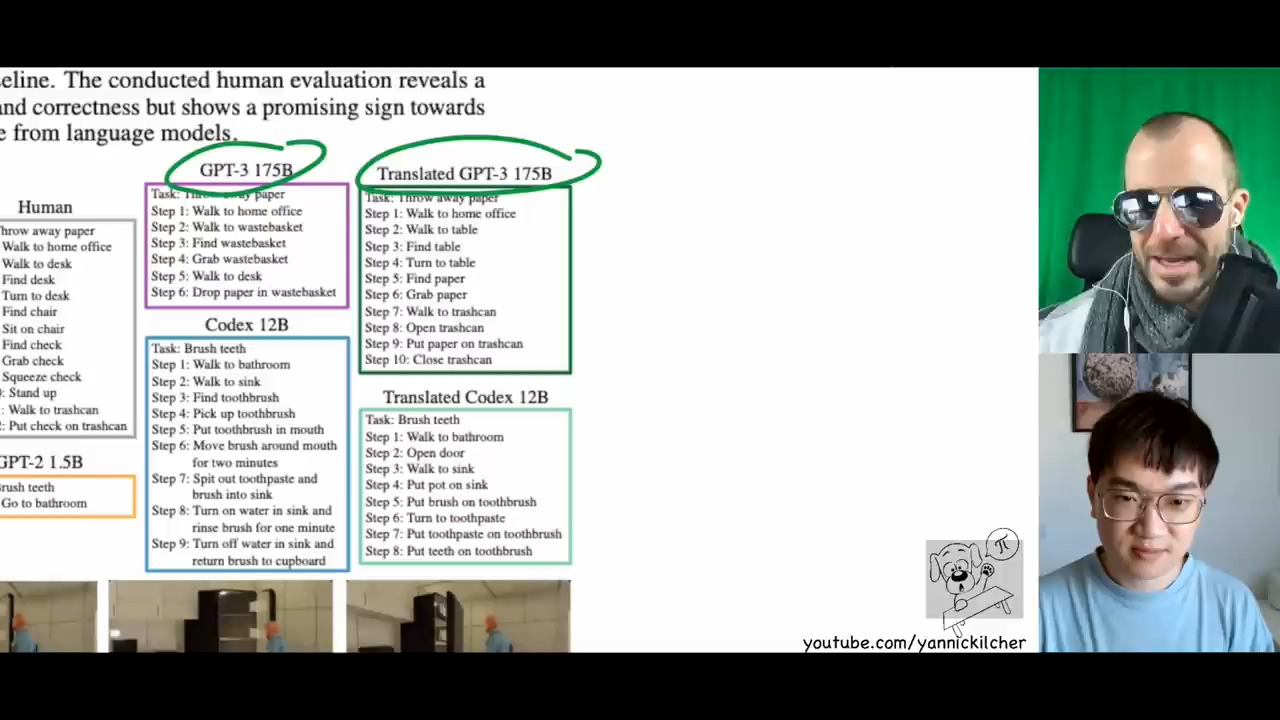 eline. The conducted human evaluation reveals a
and correctness but shows a promising sign towards
e from language models.
Human
hrow away paper
Walk to home office
Walk to desk
Find desk
Turn to desk
Find chair
Sit on chair
Find check
Grab check
Squeeze check
: Stand up
: Walk to trashcan
2: Put check on trashcan
GPT-2 1.5B
rush teeth
Go to bathroom
GPT-3 175B
Task: Throw away paper
Step 1: Walk to home office
Step 2: Walk to wastebasket
Step 3: Find wastebasket
Step 4: Grab wastebasket
Step 5: Walk to desk
Step 6: Drop paper in wastebasket
Codex 12B
Task: Brush teeth
Step 1: Walk to bathroom
Step 2: Walk to sink
Step 3: Find toothbrush
Step 4: Pick up toothbrush
Step 5: Put toothbrush in mouth
Step 6: Move brush around mouth
for two minutes
Step 7: Spit out toothpaste and
brush into sink
Step 8: Turn on water in sink and
rinse brush for one minute
Step 9: Turn off water in sink and
return brush to cupboard
Translated GPT-3 175B
Task: Throw away paper
Step 1: Walk to home office
Step 2: Walk to table
Step 3: Find table
Step 4: Turn to table
Step 5: Find paper
Step 6: Grab paper
Step 7: Walk to trashcan
Step 8: Open trashcan
Step 9: Put paper on trashcan
Step 10: Close trashcan
Translated Codex 12B
Task: Brush teeth
Step 1: Walk to bathroom
Step 2: Open door
Step 3: Walk to sink
Step 4: Put pot on sink
Step 5: Put brush on toothbrush
Step 6: Turn to toothpaste
Step 7: Put toothpaste on toothbrush
Step 8: Put teeth on toothbrush
π
youtube.com/yannickilcher